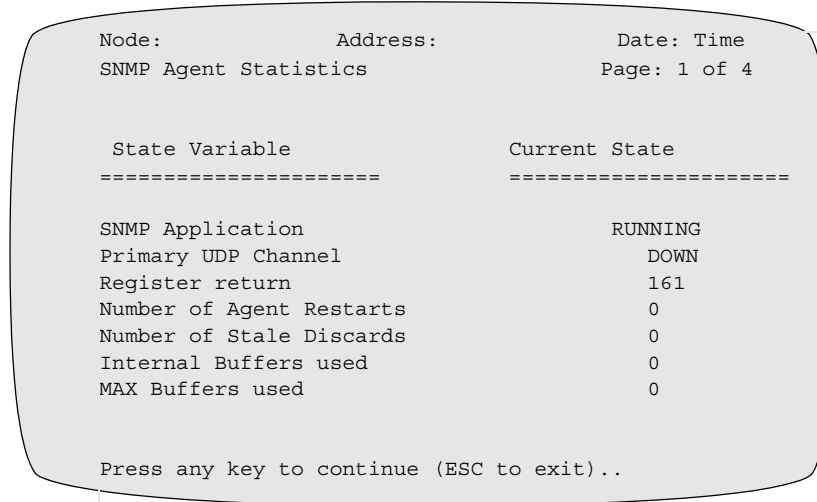 Node: Address: Date: Time
SNMP Agent Statistics Page: 1 of 4
State Variable Current State
====================== ======================
SNMP Application RUNNING
Primary UDP Channel DOWN
Register return 161
Number of Agent Restarts 0
Number of Stale Discards 0
Internal Buffers used 0
MAX Buffers used 0
Press any key to continue (ESC to exit)..